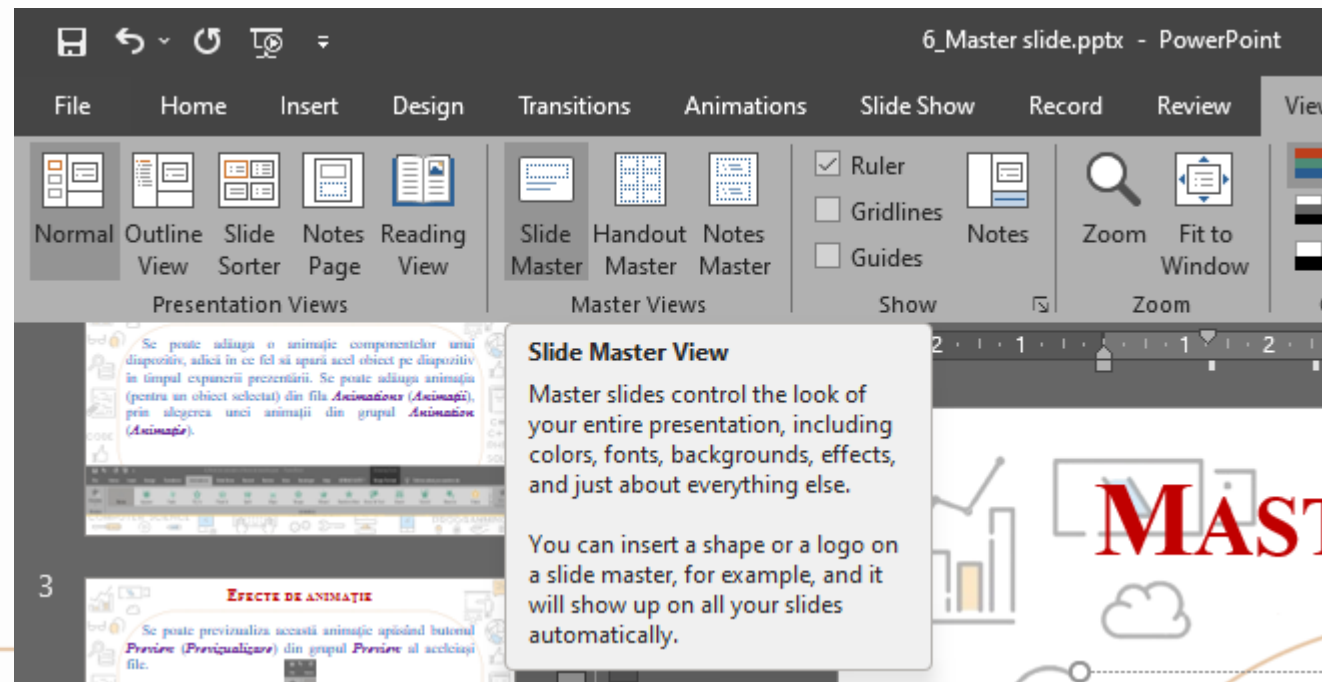 6_Master slide.pptx - PowerPoint
File Home Insert Design Transitions Animations Slide Show Record Review View
Normal Outline View Slide Sorter Notes Page Reading View
Presentation Views
Slide Master Handout Master Notes Master
Master Views
Ruler
Gridlines
Guides
Show
Notes
Zoom Fit to Window
Zoom
Slide Master View
Master slides control the look of
your entire presentation, including
colors, fonts, backgrounds, effects,
and just about everything else.
You can insert a shape or a logo on
a slide master, for example, and it
will show up on all your slides
automatically.
Se poate adăuga o animație componentelor unui
diapozitiv, adică în ce fel să apară acel obiect pe diapozitiv
în timpul expunerii prezentării. Se poate adăuga animația
(pentru un obiect selectat) din fila Animations (Animații),
prin alegerea unei animații din grupul Animation
(Animație).
3
EFECTE DE ANIMAȚIE
Se poate previzualiza această animație apăsând butonul
Preview (Previzualizare) din grupul Preview al aceleiași
file.
2 1 1 2
MAST